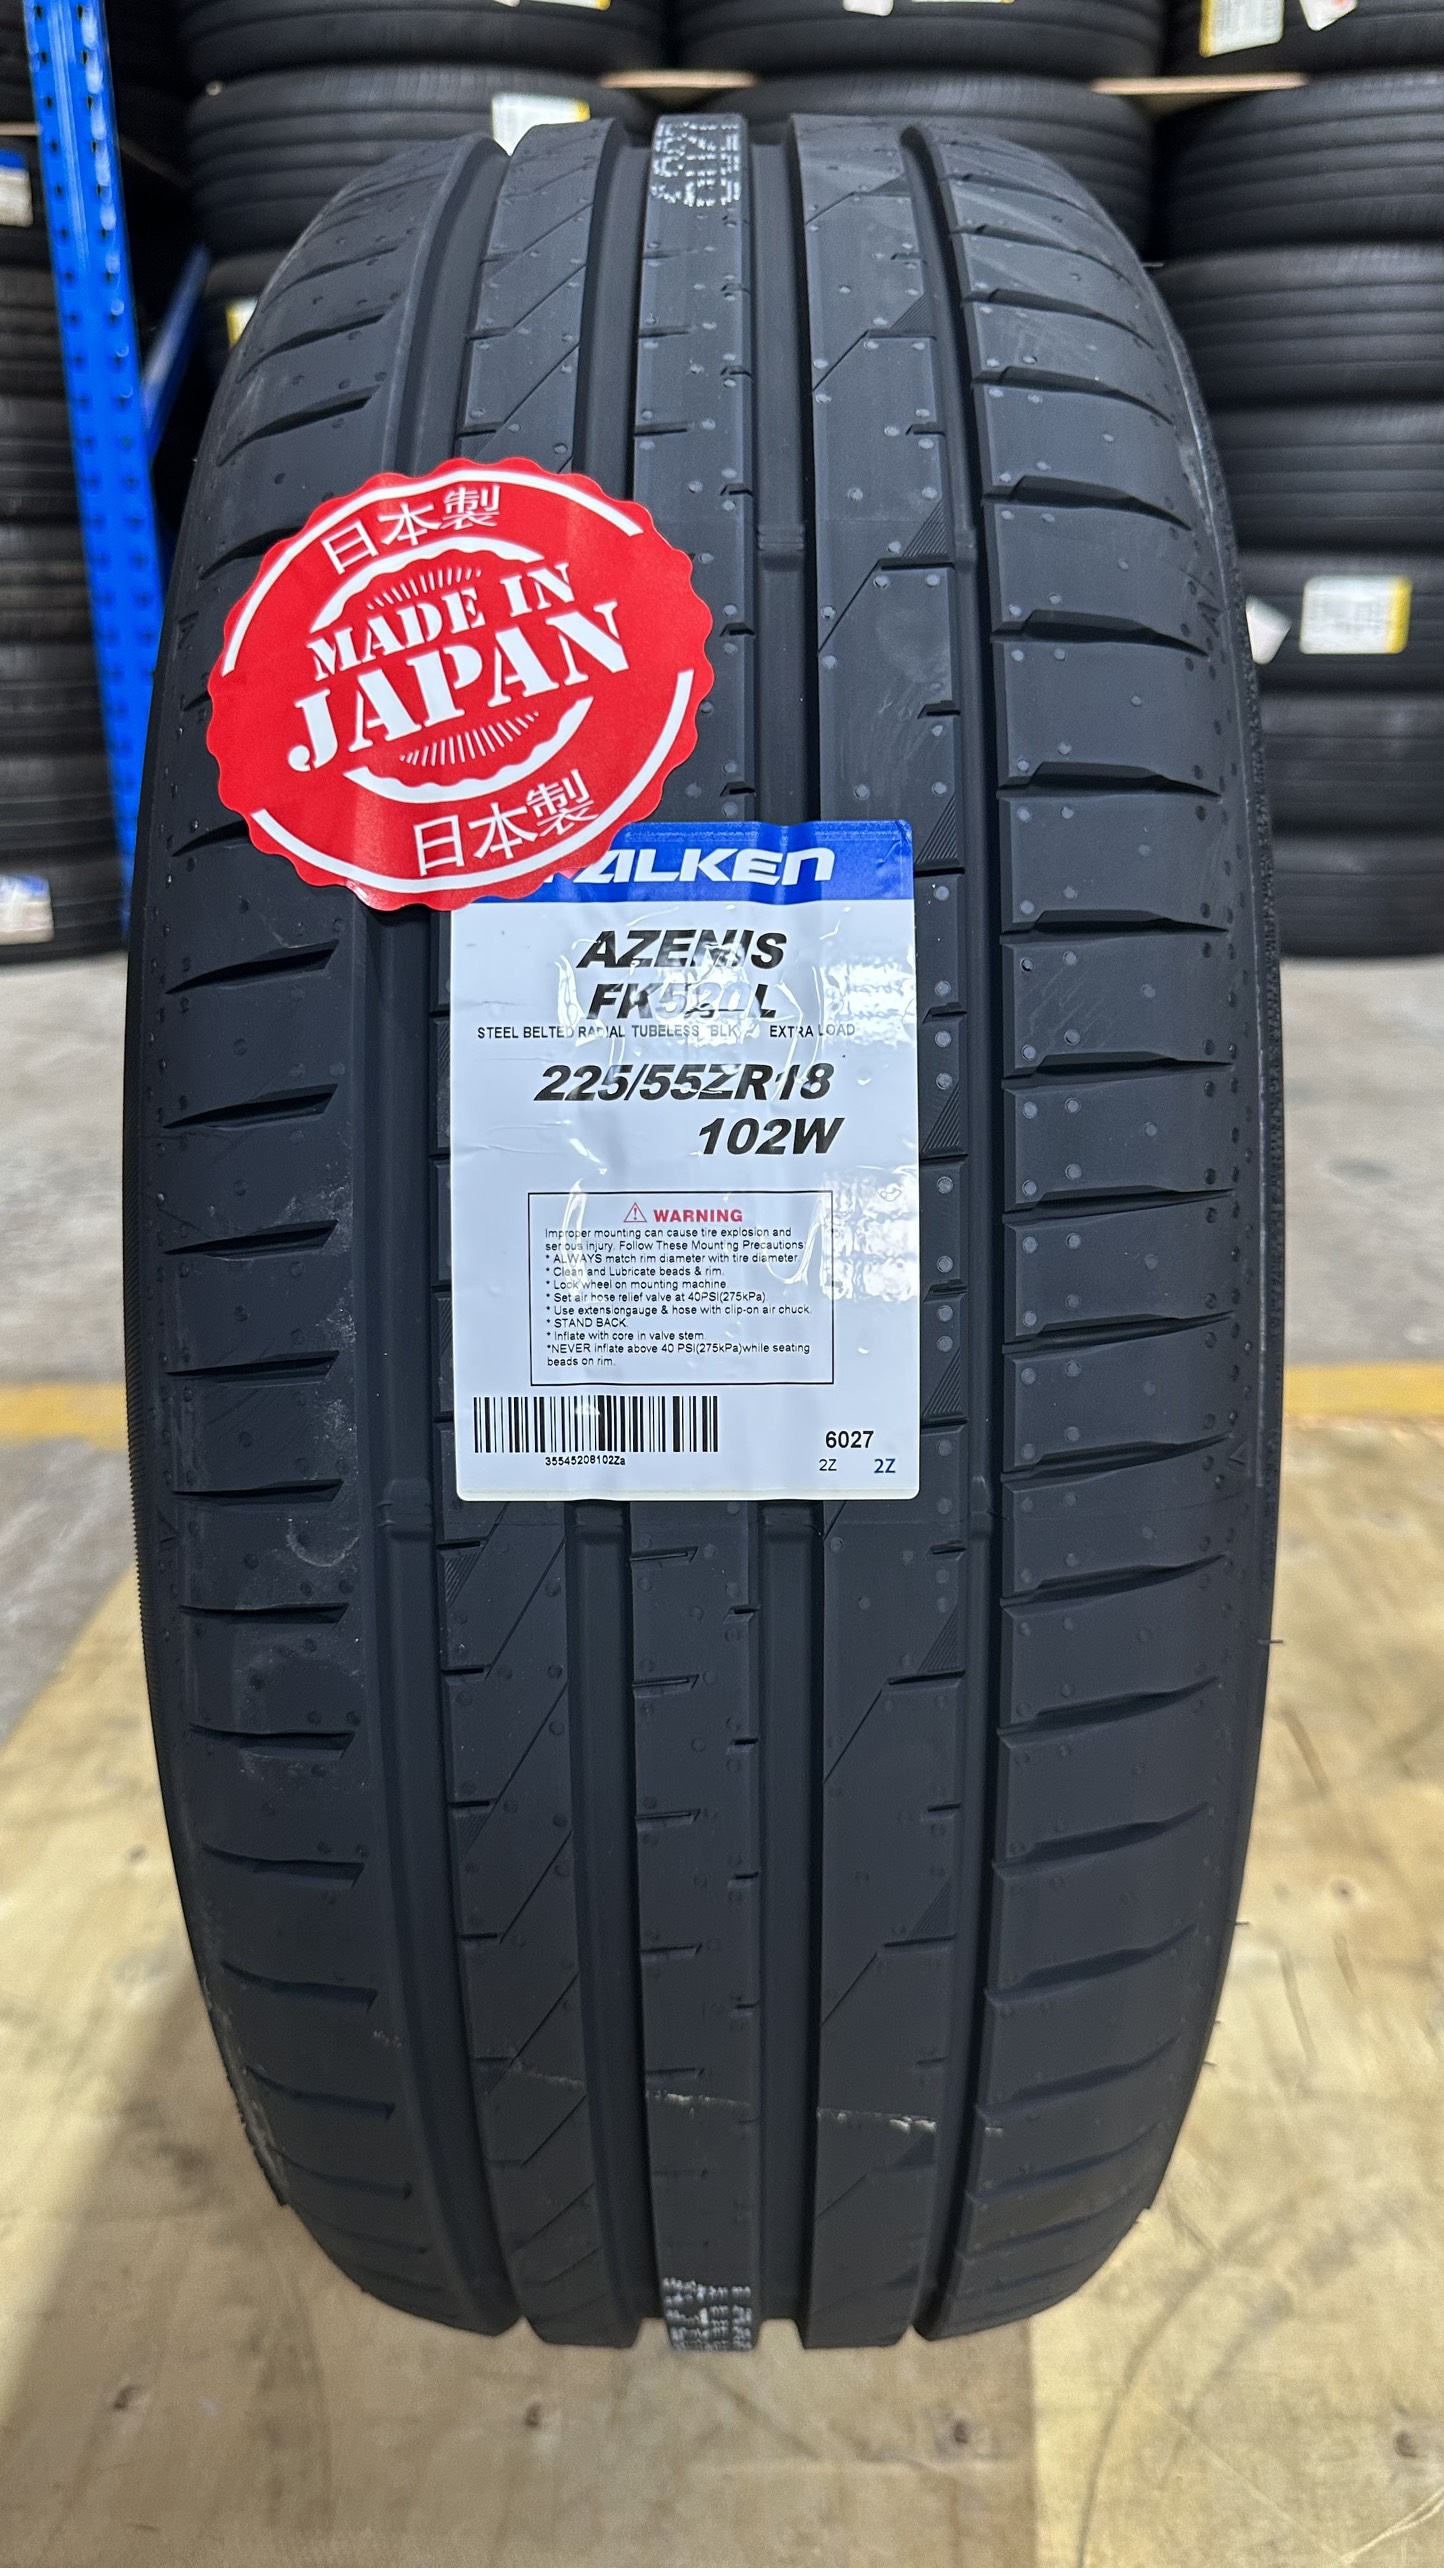 日本製
MADE IN
JAPAN
日本製
FALKEN
AZENIS
FK520L
STEEL BELTED RADIAL TUBELESS BLK EXTRA LOAD
225/55ZR18
102W
WARNING
Improper mounting can cause tire explosion and
serious injury. Follow These Mounting Precautions
* ALWAYS match rim diameter with tire diameter.
* Clean and Lubricate beads & rim.
* Lock wheel on mounting machine.
* Set air hose relief valve at 40PSI(275kPa)
* Use extensiongauge & hose with clip-on air chuck.
* STAND BACK.
* Inflate with core in valve stem.
*NEVER inflate above 40 PSI(275kPa)while seating
beads on rim.
35545208102Za
6027
2Z 2Z